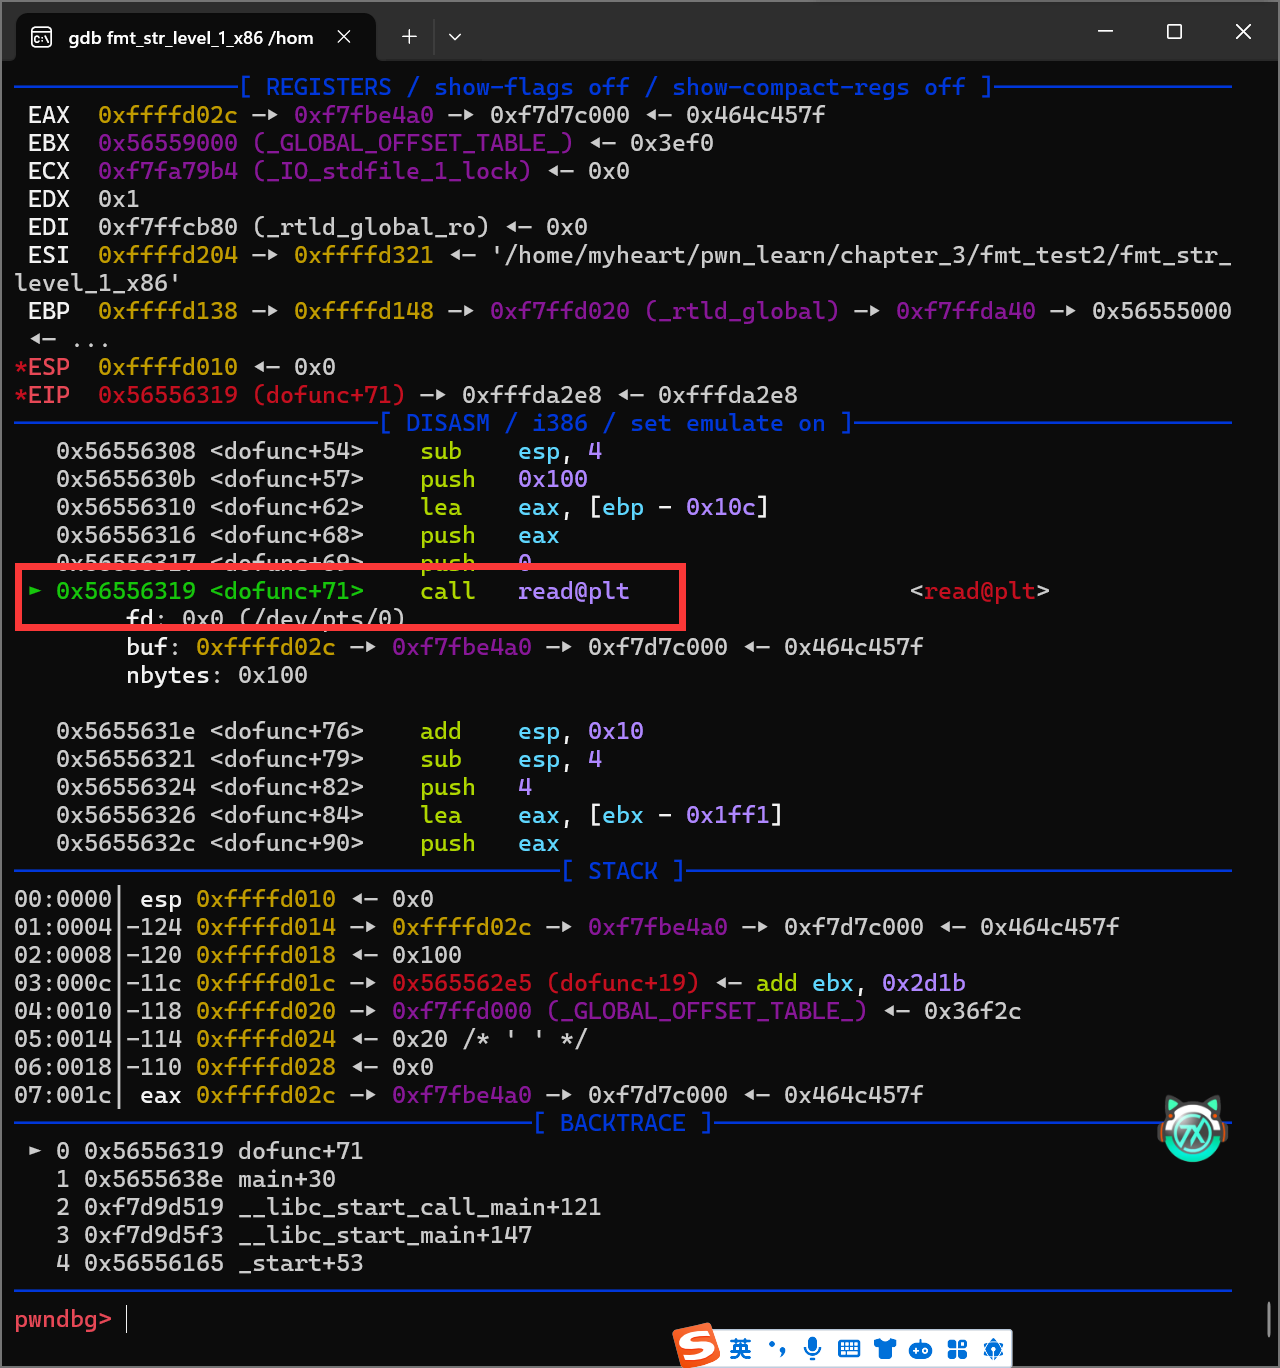 gdb fmt_str_level_1_x86 /hom
[ REGISTERS / show-flags off / show-compact-regs off ]
EAX 0xffffd02c —▸ 0xf7fbe4a0 —▸ 0xf7d7c000 ◂— 0x464c457f
EBX 0x56559000 (_GLOBAL_OFFSET_TABLE_) ◂— 0x3ef0
ECX 0xf7fa79b4 (_IO_stdfile_1_lock) ◂— 0x0
EDX 0x1
EDI 0xf7ffcb80 (_rtld_global_ro) ◂— 0x0
ESI 0xffffd204 —▸ 0xffffd321 ◂— '/home/myheart/pwn_learn/chapter_3/fmt_test2/fmt_str_
level_1_x86'
EBP 0xffffd138 —▸ 0xffffd148 —▸ 0xf7ffd020 (_rtld_global) —▸ 0xf7ffda40 —▸ 0x56555000
◂— ...
*ESP 0xffffd010 ◂— 0x0
*EIP 0x56556319 (dofunc+71) —▸ 0xfffda2e8 ◂— 0xfffda2e8
[ DISASM / i386 / set emulate on ]
0x56556308 <dofunc+54> sub esp, 4
0x5655630b <dofunc+57> push 0x100
0x56556310 <dofunc+62> lea eax, [ebp - 0x10c]
0x56556316 <dofunc+68> push eax
0x56556317 <dofunc+69> push 0
► 0x56556319 <dofunc+71> call read@plt <read@plt>
fd: 0x0 (/dev/pts/0)
buf: 0xffffd02c —▸ 0xf7fbe4a0 —▸ 0xf7d7c000 ◂— 0x464c457f
nbytes: 0x100
0x5655631e <dofunc+76> add esp, 0x10
0x56556321 <dofunc+79> sub esp, 4
0x56556324 <dofunc+82> push 4
0x56556326 <dofunc+84> lea eax, [ebx - 0x1ff1]
0x5655632c <dofunc+90> push eax
[ STACK ]
00:0000│ esp 0xffffd010 ◂— 0x0
01:0004│-124 0xffffd014 —▸ 0xffffd02c —▸ 0xf7fbe4a0 —▸ 0xf7d7c000 ◂— 0x464c457f
02:0008│-120 0xffffd018 ◂— 0x100
03:000c│-11c 0xffffd01c —▸ 0x565562e5 (dofunc+19) ◂— add ebx, 0x2d1b
04:0010│-118 0xffffd020 —▸ 0xf7ffd000 (_GLOBAL_OFFSET_TABLE_) ◂— 0x36f2c
05:0014│-114 0xffffd024 ◂— 0x20 /* ' ' */
06:0018│-110 0xffffd028 ◂— 0x0
07:001c│ eax 0xffffd02c —▸ 0xf7fbe4a0 —▸ 0xf7d7c000 ◂— 0x464c457f
[ BACKTRACE ]
► 0 0x56556319 dofunc+71
1 0x5655638e main+30
2 0xf7d9d519 __libc_start_call_main+121
3 0xf7d9d5f3 __libc_start_main+147
4 0x56556165 _start+53
pwndbg>
英